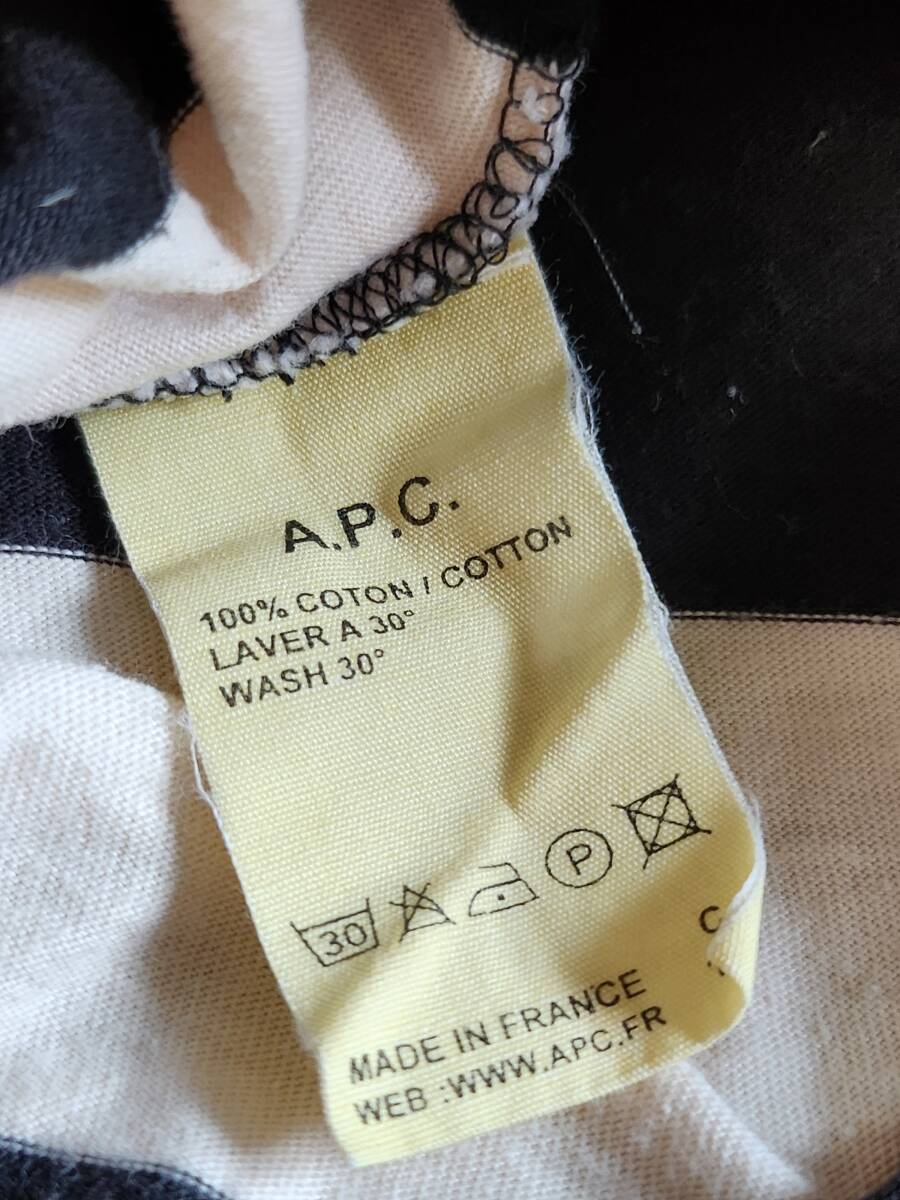 A.P.C.
100% COTON / COTTON
LAVER A 30°
WASH 30°
30
P
C
MADE IN FRANCE
WEB :WWW.APC.FR